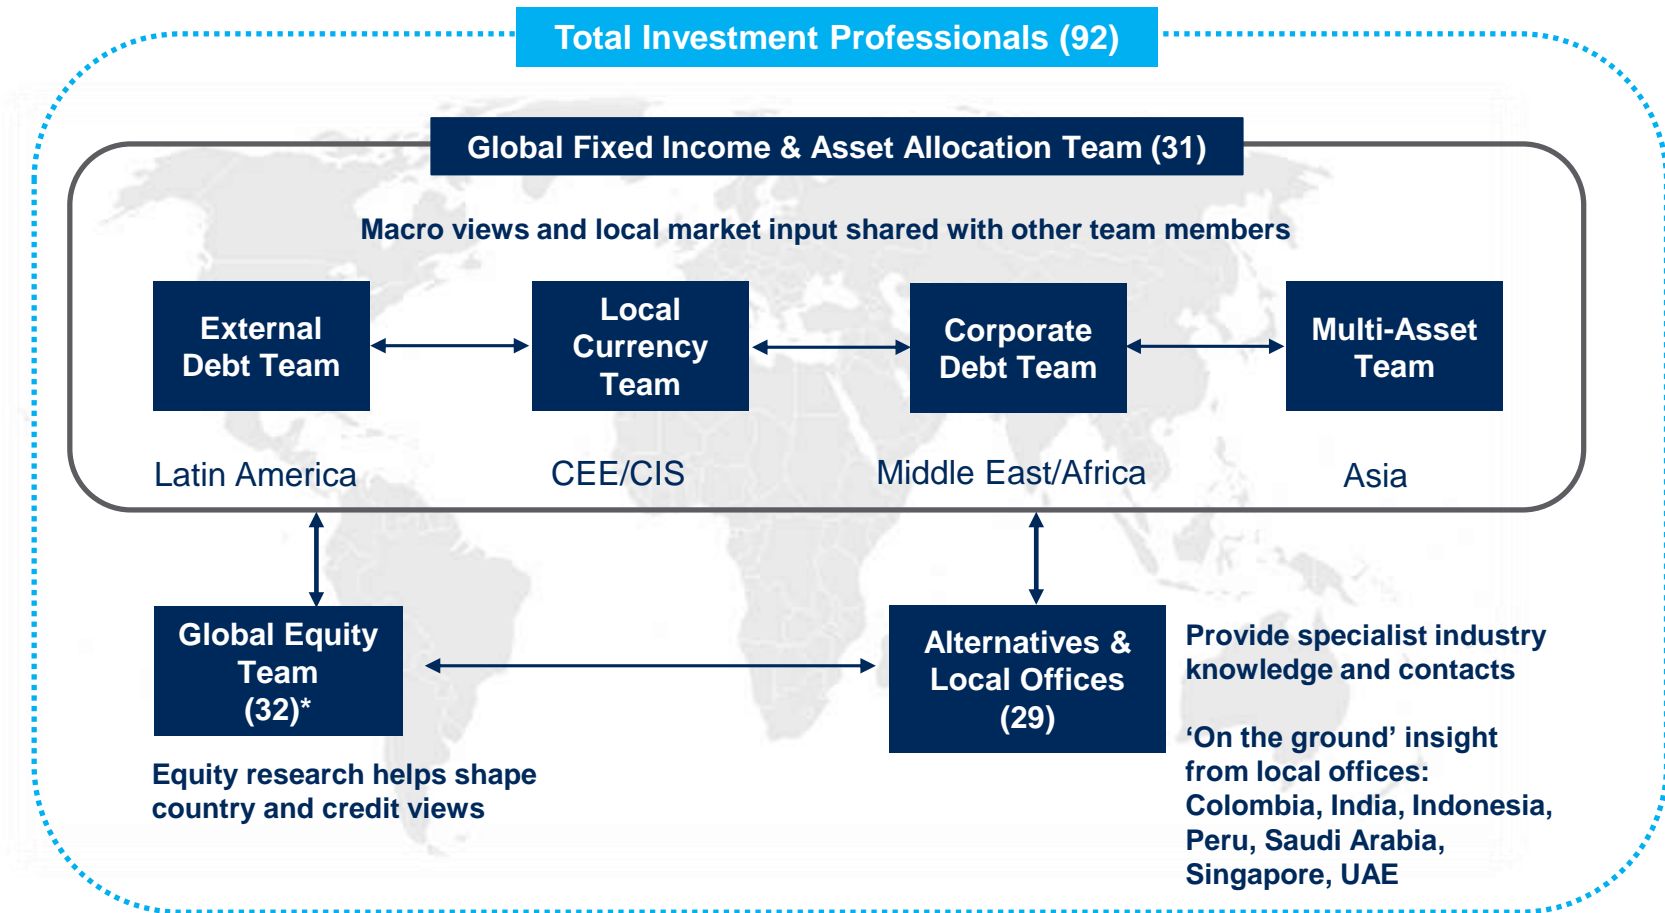 Total Investment Professionals (92)
Global Fixed Income & Asset Allocation Team (31)
Macro views and local market input shared with other team members
External
Debt Team
Local
Currency
Team
Corporate
Debt Team
Multi-Asset
Team
Latin America
CEE/CIS
Middle East/Africa
Asia
Global Equity
Team
(32)*
Equity research helps shape
country and credit views
Alternatives &
Local Offices
(29)
Provide specialist industry
knowledge and contacts
‘On the ground’ insight
from local offices:
Colombia, India, Indonesia,
Peru, Saudi Arabia,
Singapore, UAE